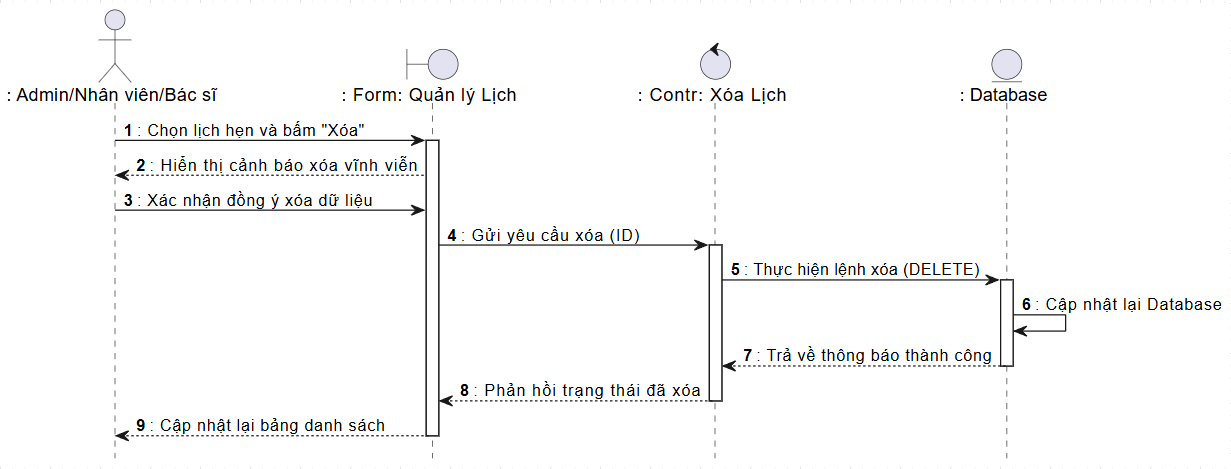 : Admin/Nhân viên/Bác sĩ
: Form: Quản lý Lịch
: Contr: Xóa Lịch
: Database
1 : Chọn lịch hẹn và bấm "Xóa"
2 : Hiển thị cảnh báo xóa vĩnh viễn
3 : Xác nhận đồng ý xóa dữ liệu
4 : Gửi yêu cầu xóa (ID)
5 : Thực hiện lệnh xóa (DELETE)
6 : Cập nhật lại Database
7 : Trả về thông báo thành công
8 : Phản hồi trạng thái đã xóa
9 : Cập nhật lại bảng danh sách